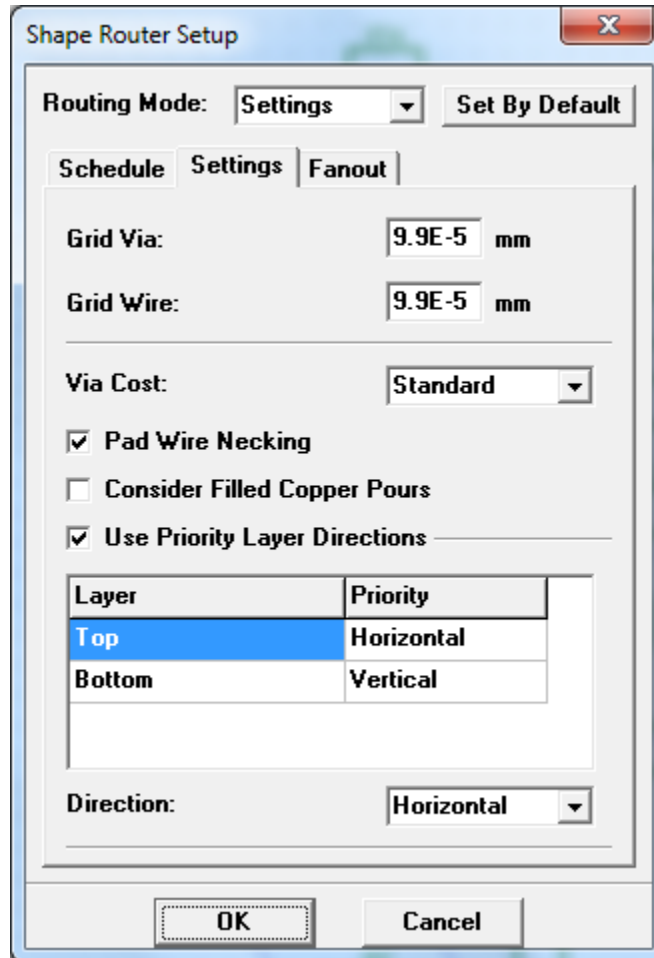 Shape Router Setup
Routing Mode: Settings Set By Default
Schedule Settings Fanout
Grid Via: 9.9E-5 mm
Grid Wire: 9.9E-5 mm
Via Cost: Standard
Pad Wire Necking
Consider Filled Copper Pours
Use Priority Layer Directions
Layer Priority
Top Horizontal
Bottom Vertical
Direction: Horizontal
OK Cancel